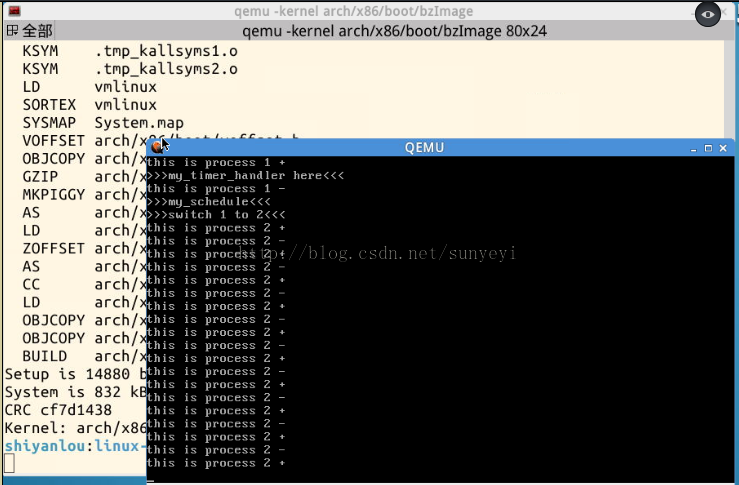 qemu -kernel arch/x86/boot/bzImage
全部
qemu -kernel arch/x86/boot/bzImage 80x24
KSYM .tmp_kallsyms1.o
KSYM .tmp_kallsyms2.o
LD vmlinux
SORTEX vmlinux
SYSMAP System.map
VOFFSET arch/x86/boot/voffset.h
OBJCOPY arch/x
GZIP arch/x
MKPIGGY arch/x
AS arch/x
LD arch/x
ZOFFSET arch/x
AS arch/x
CC arch/x
LD arch/x
OBJCOPY arch/x
OBJCOPY arch/x
BUILD arch/x
Setup is 14880 b
System is 832 kB
CRC cf7d1438
Kernel: arch/x86
shiyanlou:linux-
QEMU
this is process 1 +
>>>my_timer_handler here<<<
this is process 1 -
>>>my_schedule<<<
>>>switch 1 to 2<<<
this is process 2 +
this is process 2 -
this is process 2 +
this is process 2 -
this is process 2 +
this is process 2 -
this is process 2 +
this is process 2 -
this is process 2 +
this is process 2 -
this is process 2 +
this is process 2 -
this is process 2 +
this is process 2 -
this is process 2 +
this is process 2 -
this is process 2 +
this is process 2 -
this is process 2 +
http://blog.csdn.net/sunyeyi